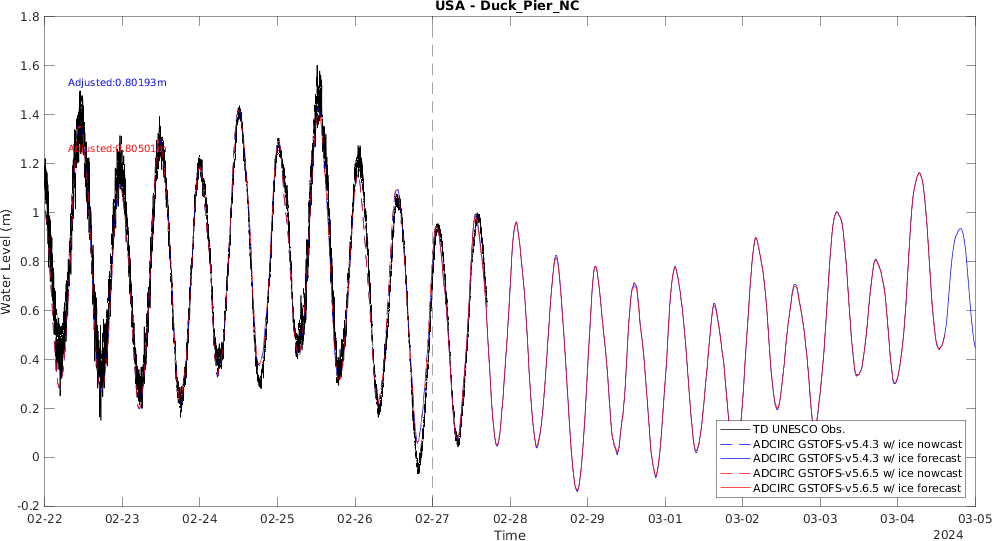 USA - Duck_Pier_NC
1.8
1.6
1.4
1.2
1
0.8
0.6
0.4
0.2
0
-0.2
Water Level (m)
Adjusted:0.80193m
Adjusted:0.80501m
TD UNESCO Obs.
ADCIRC GSTOFS-v5.4.3 w/ ice nowcast
ADCIRC GSTOFS-v5.4.3 w/ ice forecast
ADCIRC GSTOFS-v5.6.5 w/ ice nowcast
ADCIRC GSTOFS-v5.6.5 w/ ice forecast
02-22 02-23 02-24 02-25 02-26 02-27 02-28 02-29 03-01 03-02 03-03 03-04 03-05
Time
2024